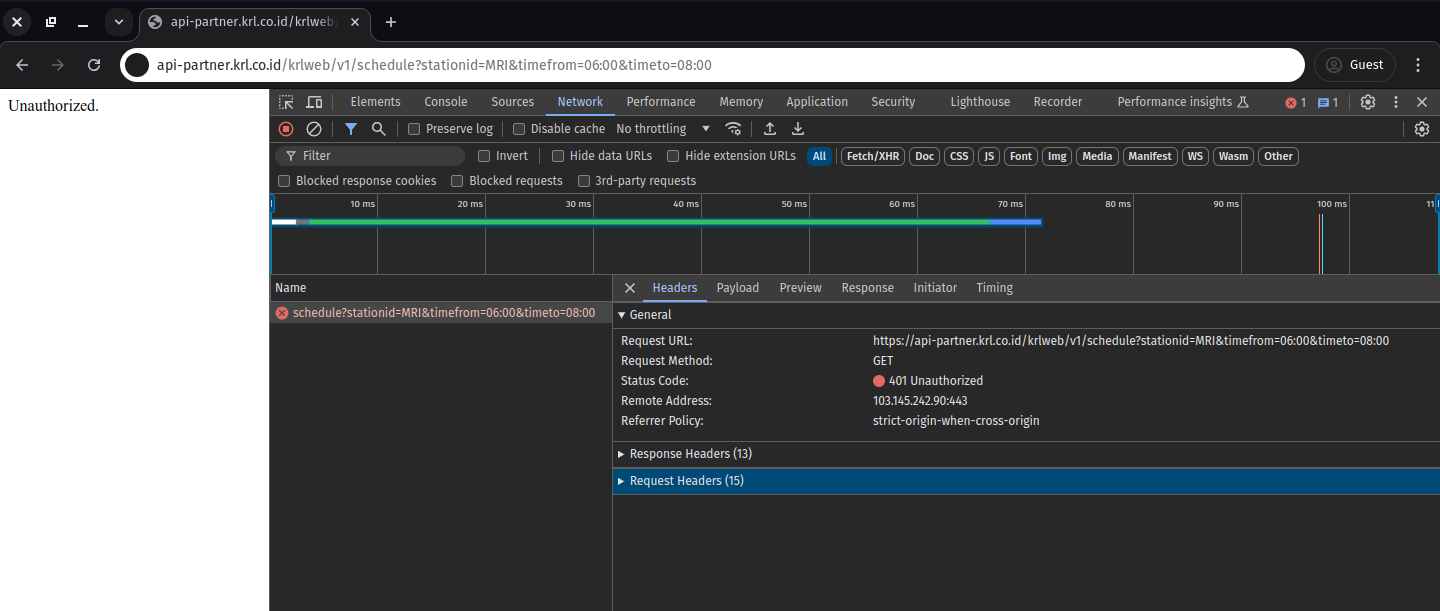 api-partner.krl.co.id/krlweb
api-partner.krl.co.id/krlweb/v1/schedule?stationid=MRI&timefrom=06:00&timeto=08:00
Guest
Unauthorized.
Elements Console Sources Network Performance Memory Application Security Lighthouse Recorder Performance insights 1 1
Preserve log Disable cache No throttling
Filter Invert Hide data URLs Hide extension URLs All Fetch/XHR Doc CSS JS Font Img Media Manifest WS Wasm Other
Blocked response cookies Blocked requests 3rd-party requests
10 ms 20 ms 30 ms 40 ms 50 ms 60 ms 70 ms 80 ms 90 ms 100 ms 11
Name
schedule?stationid=MRI&timefrom=06:00&timeto=08:00
Headers Payload Preview Response Initiator Timing
General
Request URL: https://api-partner.krl.co.id/krlweb/v1/schedule?stationid=MRI&timefrom=06:00&timeto=08:00
Request Method: GET
Status Code: 401 Unauthorized
Remote Address: 103.145.242.90:443
Referrer Policy: strict-origin-when-cross-origin
Response Headers (13)
Request Headers (15)